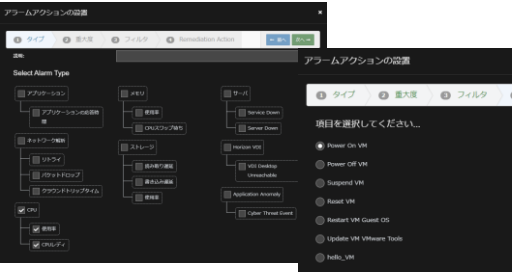 アラームアクションの設置
1 タイプ 2 重大度 3 フィルタ 4 Remediation Action 前へ 次へ
説明:
Select Alarm Type
アプリケーション
アプリケーションの応答時間
ネットワーク解析
リトライ
パケットドロップ
ラウンドトリップタイム
CPU
使用率
CPUレディ
メモリ
使用率
CPUスワップ待ち
ストレージ
読み取り遅延
書き込み遅延
使用率
サーバ
Service Down
Server Down
Horizon VDI
VDI Desktop
Unreachable
Application Anomaly
Cyber Threat Event
アラームアクションの設置
1 タイプ 2 重大度 3 フィルタ
項目を選択してください...
Power On VM
Power Off VM
Suspend VM
Reset VM
Restart VM Guest OS
Update VM VMware Tools
hello_VM